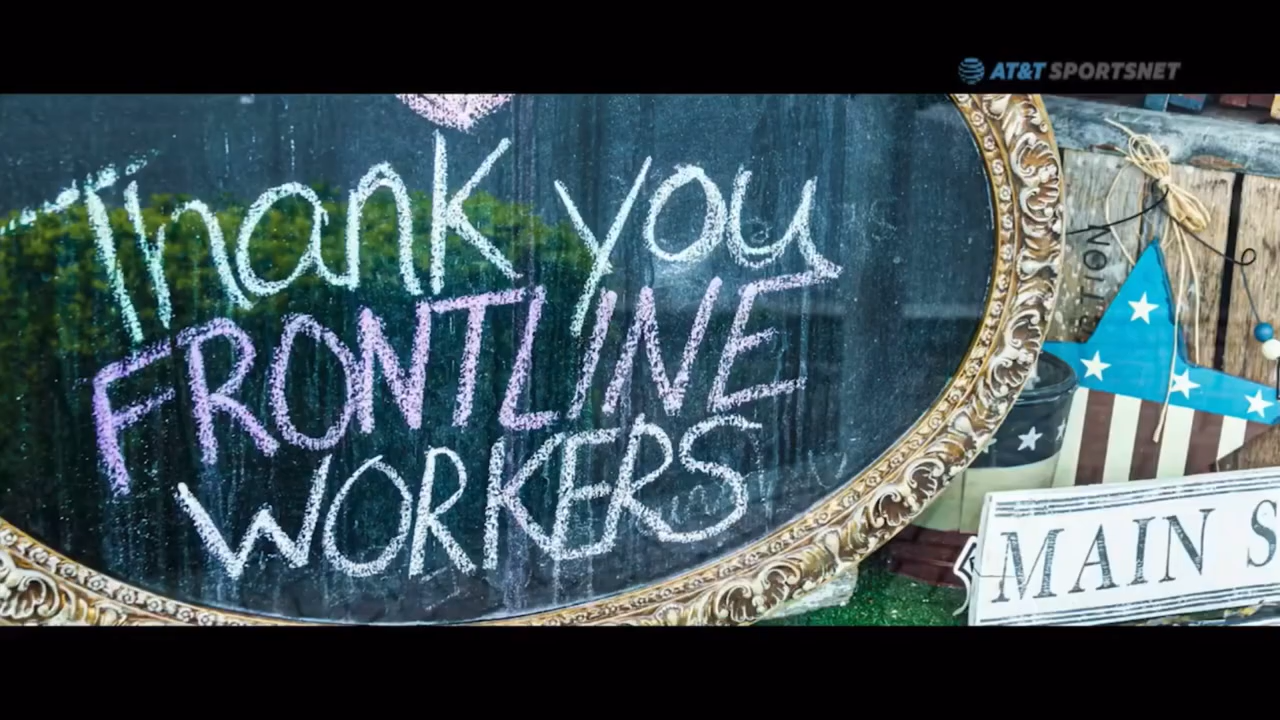 AT&T SPORTSNET
Thank you
FRONTLINE
WORKERS
MAIN S